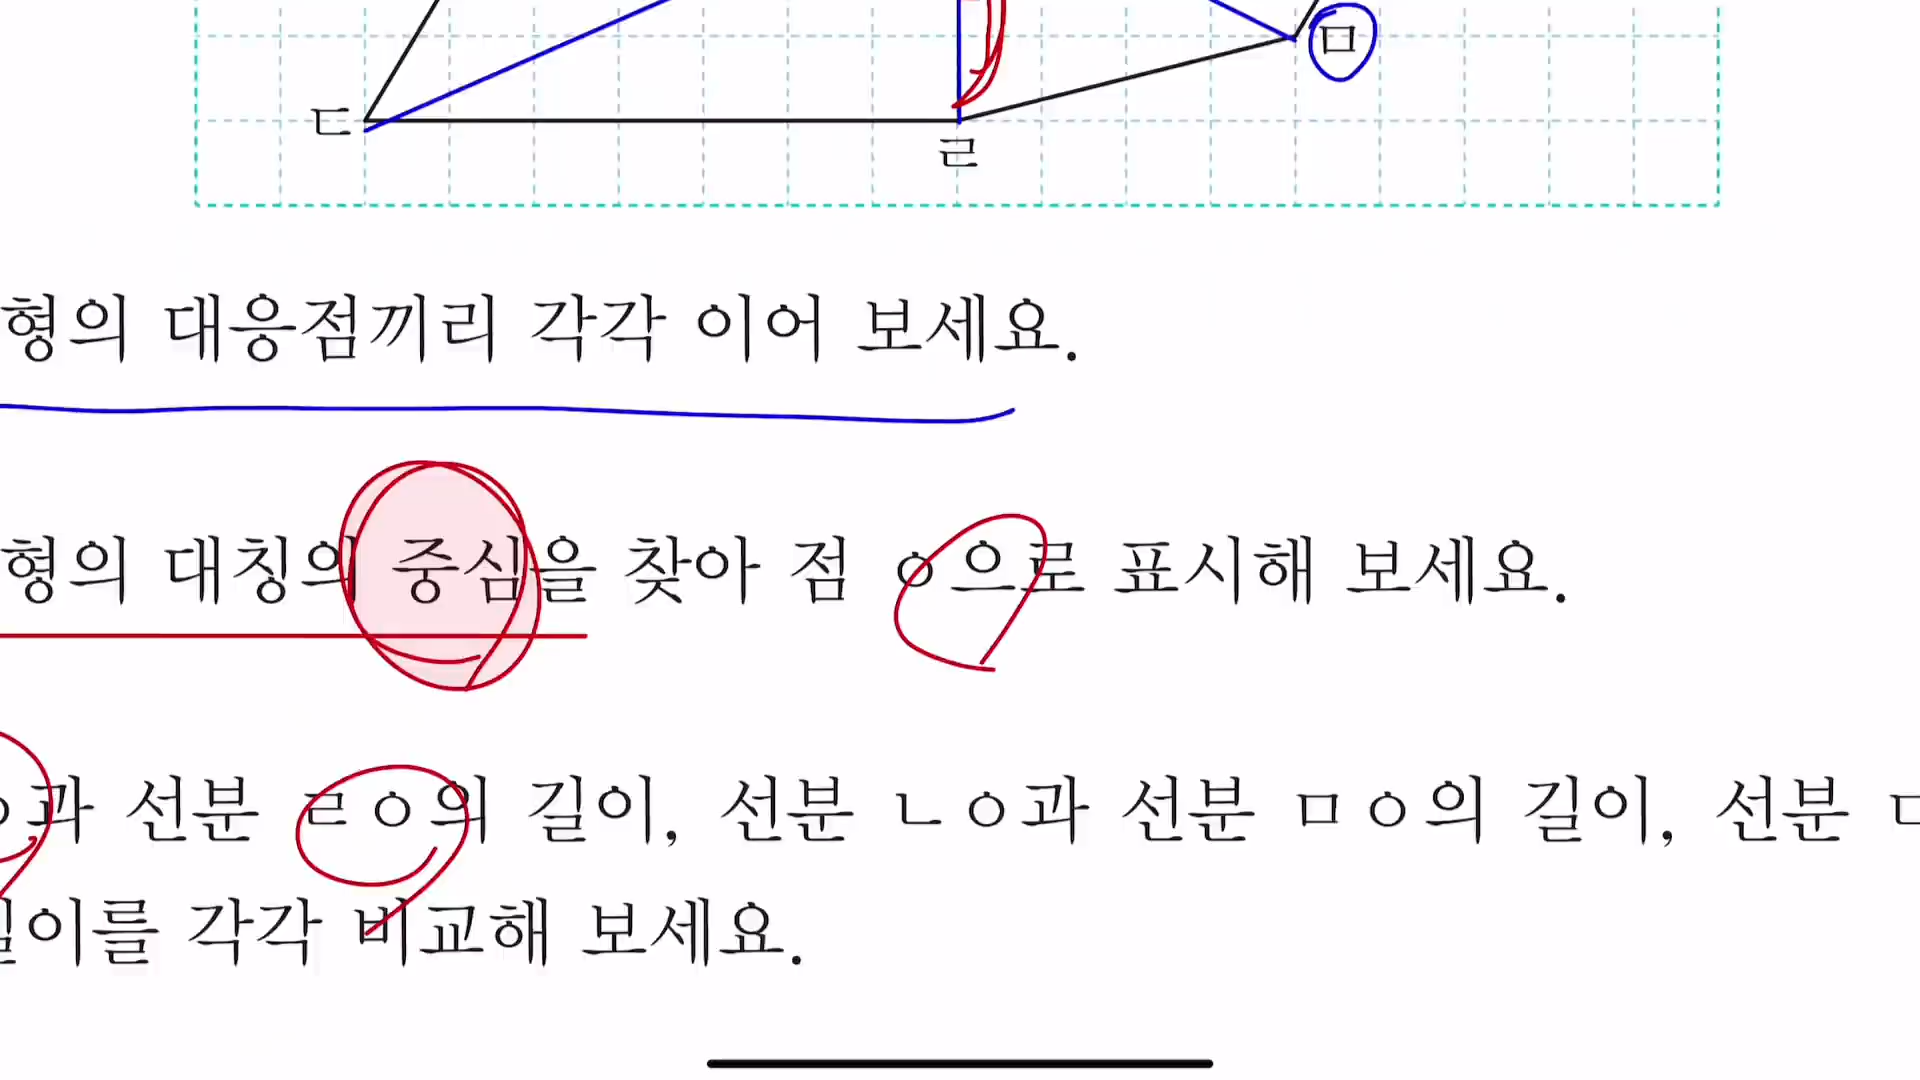 ㅁ
ㄷ
ㄹ
형의 대응점끼리 각각 이어 보세요.
형의 대칭의 중심을 찾아 점 ㅇ으로 표시해 보세요.
ㅇ과 선분 ㄹㅇ의 길이, 선분 ㄴㅇ과 선분 ㅁㅇ의 길이, 선분 ㄷ
길이를 각각 비교해 보세요.